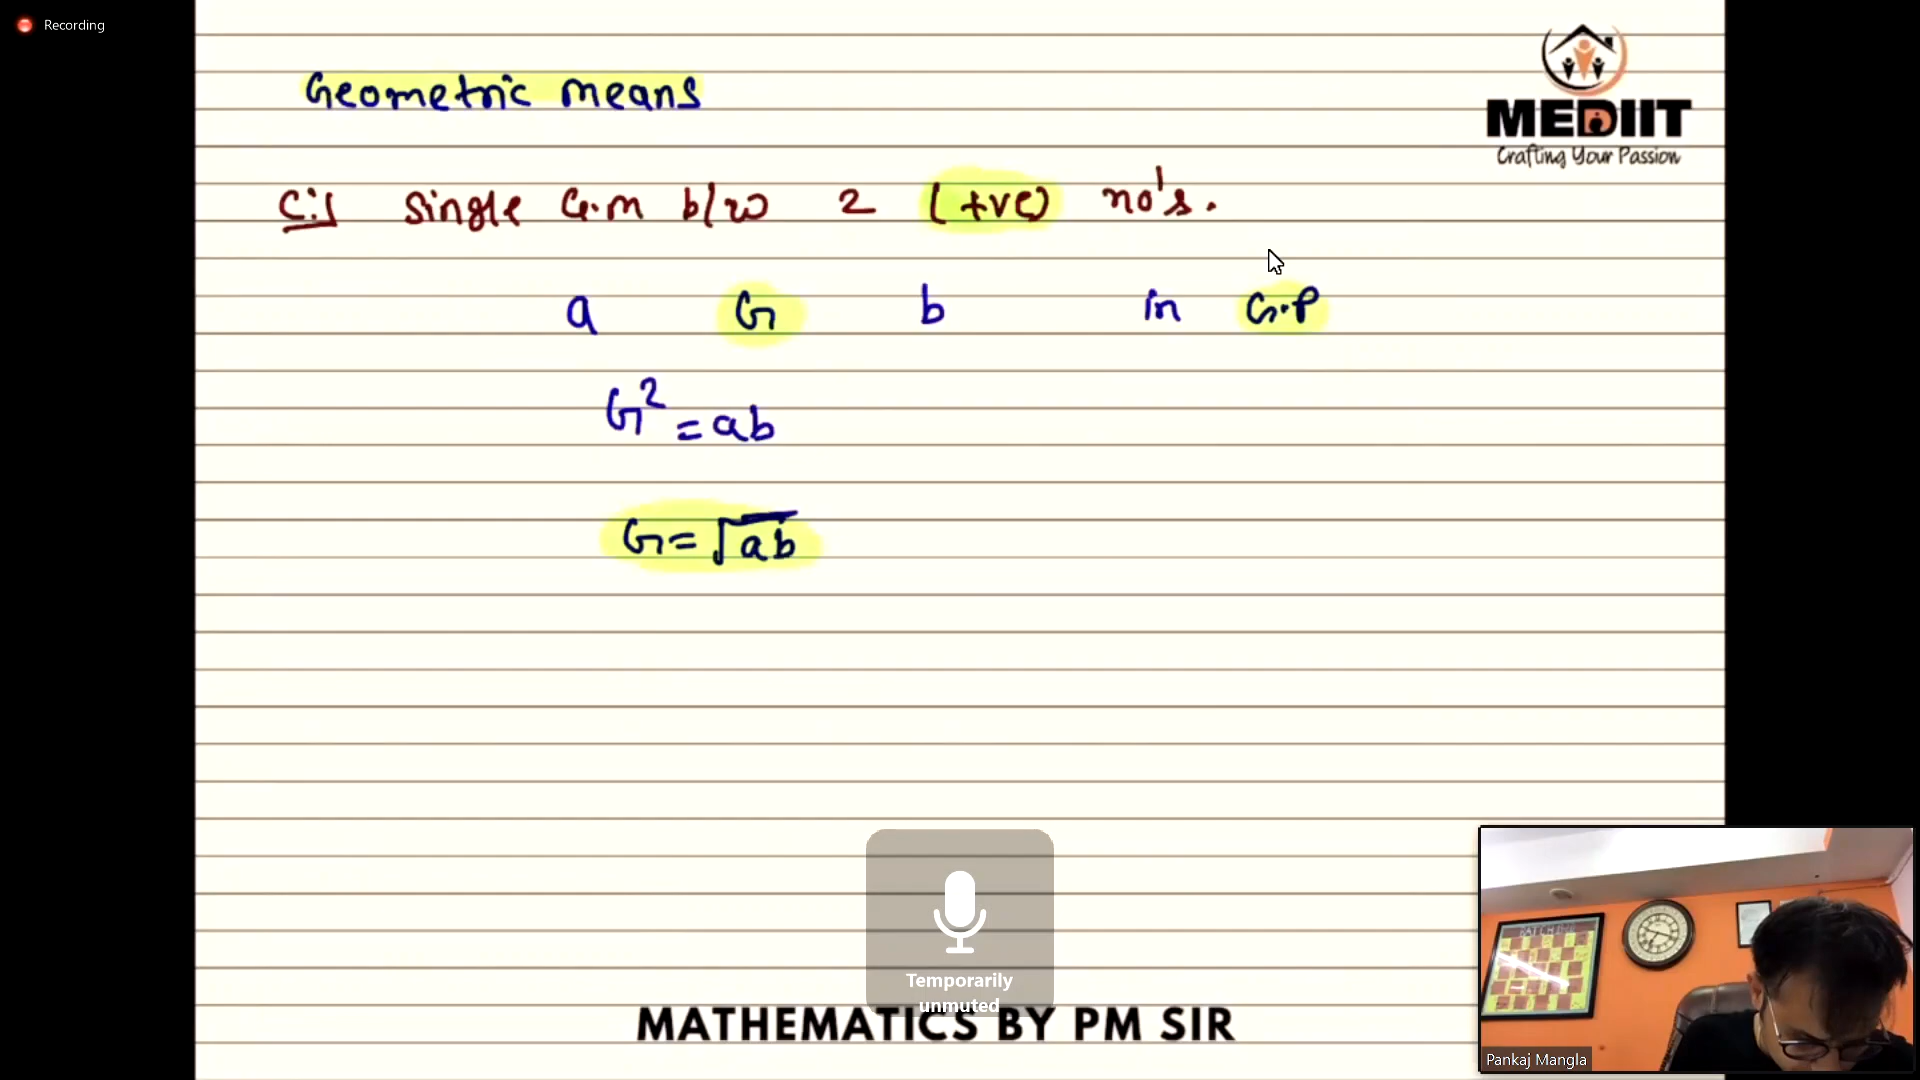 Recording
Geometric means
MEDIIT
Crafting Your Passion
C:1 single G.m b/w 2 (+ve) no's.
a G b in G.P
G² = ab
G = √ab
Temporarily
unmuted
MATHEMATICS BY PM SIR
Pankaj Mangla